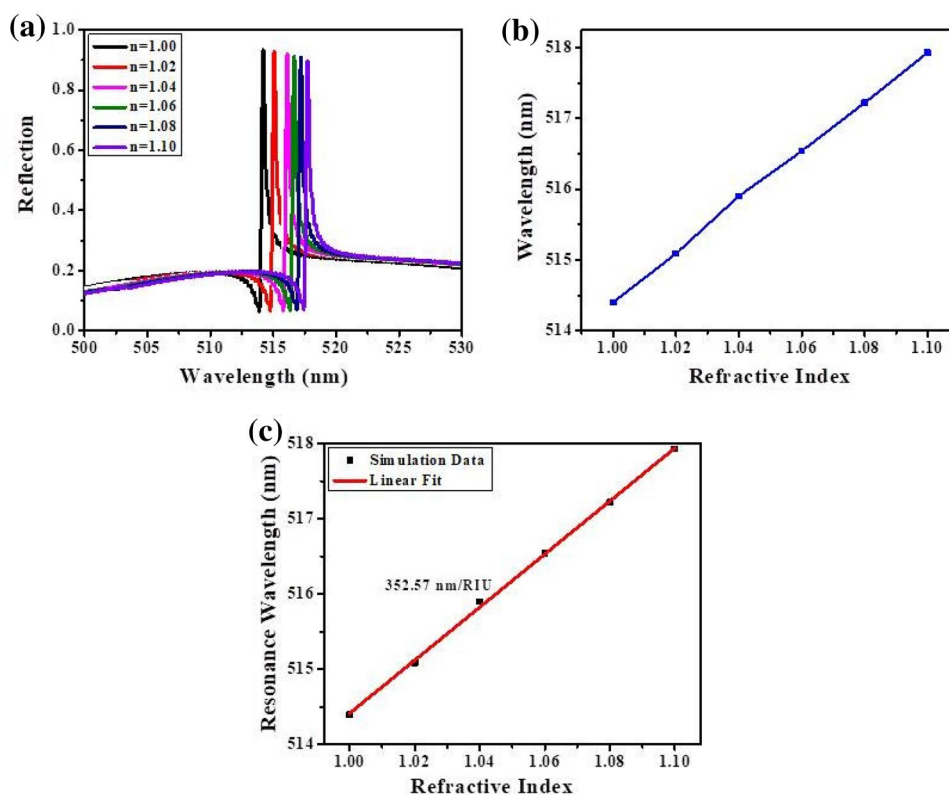 (a)
Reflection
1.0
0.8
0.6
0.4
0.2
0.0
n=1.00
n=1.02
n=1.04
n=1.06
n=1.08
n=1.10
500 505 510 515 520 525 530
Wavelength (nm)
(b)
Wavelength (nm)
518
517
516
515
514
1.00 1.02 1.04 1.06 1.08 1.10
Refractive Index
(c)
Resonance Wavelength (nm)
518
517
516
515
514
Simulation Data
Linear Fit
352.57 nm/RIU
1.00 1.02 1.04 1.06 1.08 1.10
Refractive Index